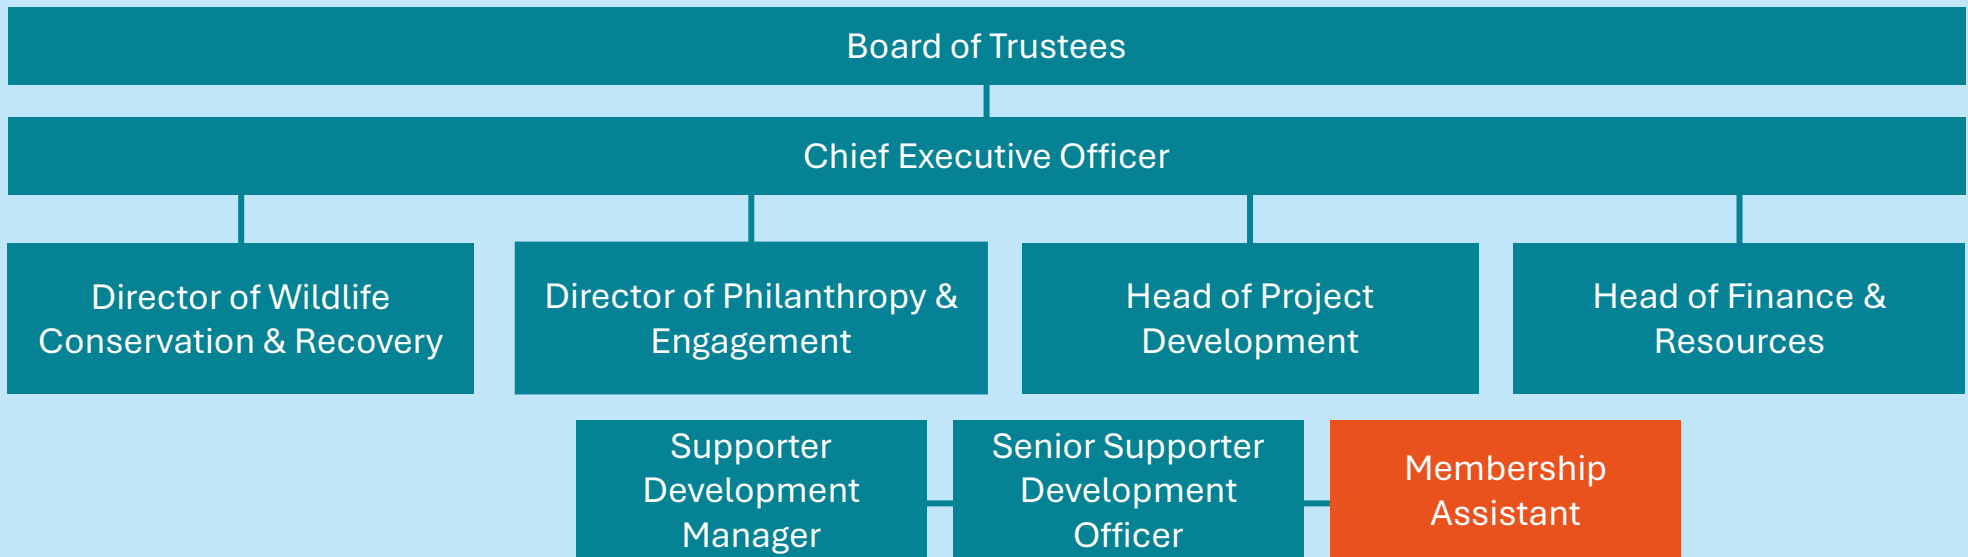 Board of Trustees
Chief Executive Officer
Director of Wildlife
Conservation & Recovery
Director of Philanthropy &
Engagement
Head of Project
Development
Head of Finance &
Resources
Supporter
Development
Manager
Senior Supporter
Development
Officer
Membership
Assistant